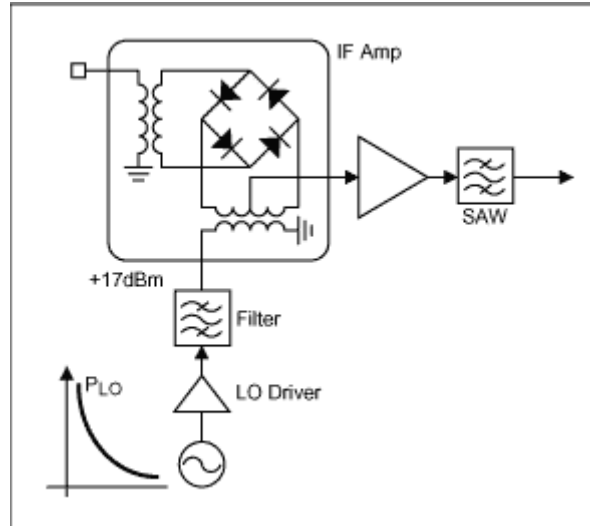 IF Amp
SAW
+17dBm
Filter
LO Driver
PLO